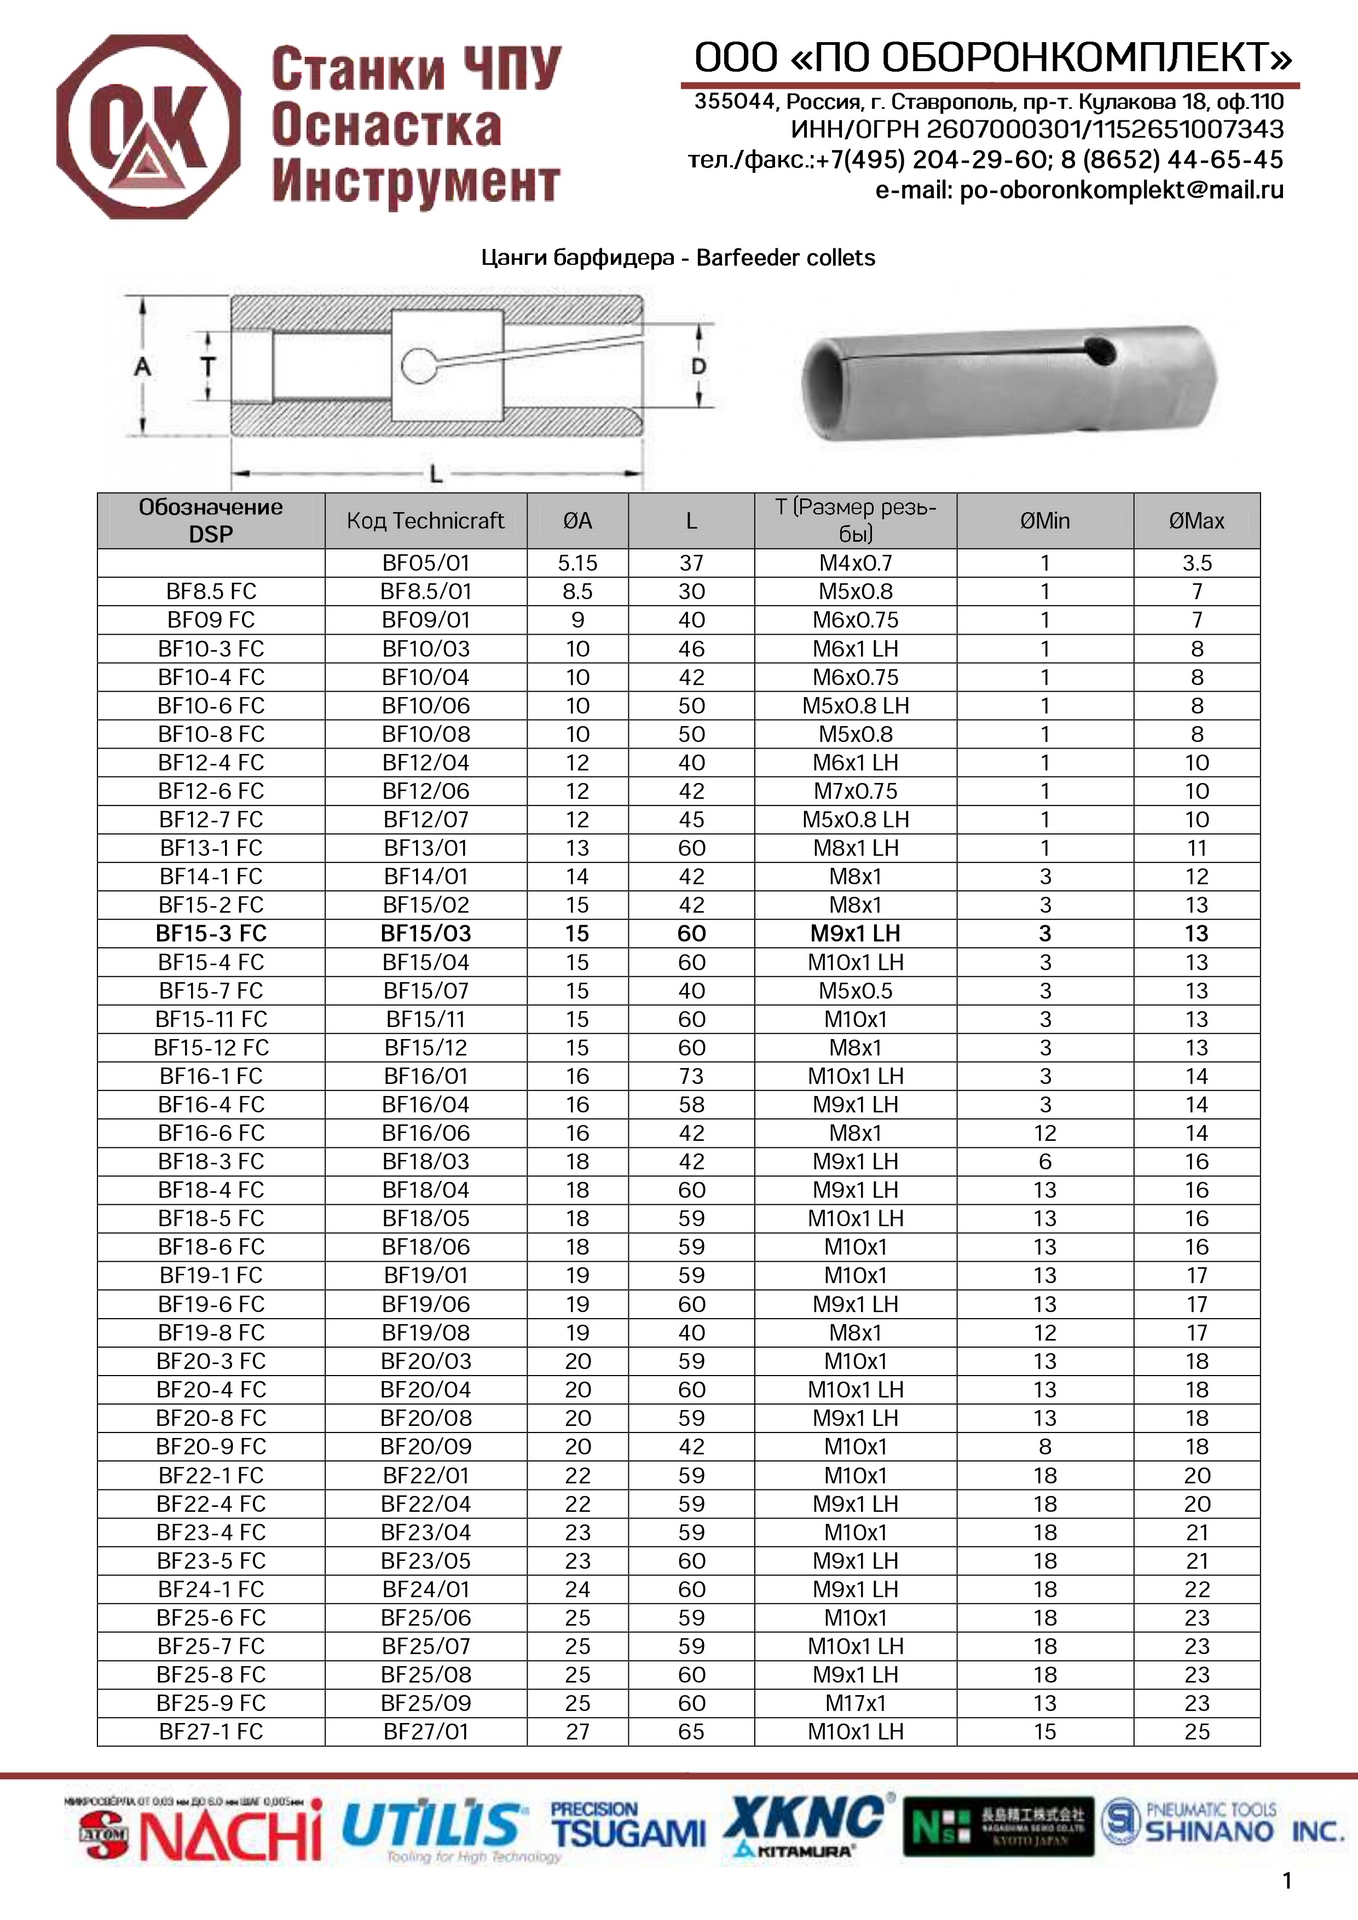 ОК
Станки ЧПУ
Оснастка
Инструмент
ООО «ПО ОБОРОНКОМПЛЕКТ»
355044, Россия, г. Ставрополь, пр-т. Кулакова 18, оф.110
ИНН/ОГРН 2607000301/1152651007343
тел./факс.:+7(495) 204-29-60; 8 (8652) 44-65-45
e-mail: po-oboronkomplekt@mail.ru
Цанги барфидера - Barfeeder collets
A T D
L
Обозначение DSP Код Technicraft ØA L T (Размер резь-бы) ØMin ØMax
BF05/01 5.15 37 M4x0.7 1 3.5
BF8.5 FC BF8.5/01 8.5 30 M5x0.8 1 7
BF09 FC BF09/01 9 40 M6x0.75 1 7
BF10-3 FC BF10/03 10 46 M6x1 LH 1 8
BF10-4 FC BF10/04 10 42 M6x0.75 1 8
BF10-6 FC BF10/06 10 50 M5x0.8 LH 1 8
BF10-8 FC BF10/08 10 50 M5x0.8 1 8
BF12-4 FC BF12/04 12 40 M6x1 LH 1 10
BF12-6 FC BF12/06 12 42 M7x0.75 1 10
BF12-7 FC BF12/07 12 45 M5x0.8 LH 1 10
BF13-1 FC BF13/01 13 60 M8x1 LH 1 11
BF14-1 FC BF14/01 14 42 M8x1 3 12
BF15-2 FC BF15/02 15 42 M8x1 3 13
BF15-3 FC BF15/03 15 60 M9x1 LH 3 13
BF15-4 FC BF15/04 15 60 M10x1 LH 3 13
BF15-7 FC BF15/07 15 40 M5x0.5 3 13
BF15-11 FC BF15/11 15 60 M10x1 3 13
BF15-12 FC BF15/12 15 60 M8x1 3 13
BF16-1 FC BF16/01 16 73 M10x1 LH 3 14
BF16-4 FC BF16/04 16 58 M9x1 LH 3 14
BF16-6 FC BF16/06 16 42 M8x1 12 14
BF18-3 FC BF18/03 18 42 M9x1 LH 6 16
BF18-4 FC BF18/04 18 60 M9x1 LH 13 16
BF18-5 FC BF18/05 18 59 M10x1 LH 13 16
BF18-6 FC BF18/06 18 59 M10x1 13 16
BF19-1 FC BF19/01 19 59 M10x1 13 17
BF19-6 FC BF19/06 19 60 M9x1 LH 13 17
BF19-8 FC BF19/08 19 40 M8x1 12 17
BF20-3 FC BF20/03 20 59 M10x1 13 18
BF20-4 FC BF20/04 20 60 M10x1 LH 13 18
BF20-8 FC BF20/08 20 59 M9x1 LH 13 18
BF20-9 FC BF20/09 20 42 M10x1 8 18
BF22-1 FC BF22/01 22 59 M10x1 18 20
BF22-4 FC BF22/04 22 59 M9x1 LH 18 20
BF23-4 FC BF23/04 23 59 M10x1 18 21
BF23-5 FC BF23/05 23 60 M9x1 LH 18 21
BF24-1 FC BF24/01 24 60 M9x1 LH 18 22
BF25-6 FC BF25/06 25 59 M10x1 18 23
BF25-7 FC BF25/07 25 59 M10x1 LH 18 23
BF25-8 FC BF25/08 25 60 M9x1 LH 18 23
BF25-9 FC BF25/09 25 60 M17x1 13 23
BF27-1 FC BF27/01 27 65 M10x1 LH 15 25
МИКРОСВЁРЛА ОТ 0,03 мм ДО 6.0 мм ШАГ 0,005мм
ATOM NACHi
UTILIS®
Tooling for High Technology
PRECISION
TSUGAMI
XKNC®
KITAMURA®
Ns 長島精工株式会社
NAGASHIMA SEIKO CO.LTD
KYOTO JAPAN
PNEUMATIC TOOLS
SHINANO INC.
1